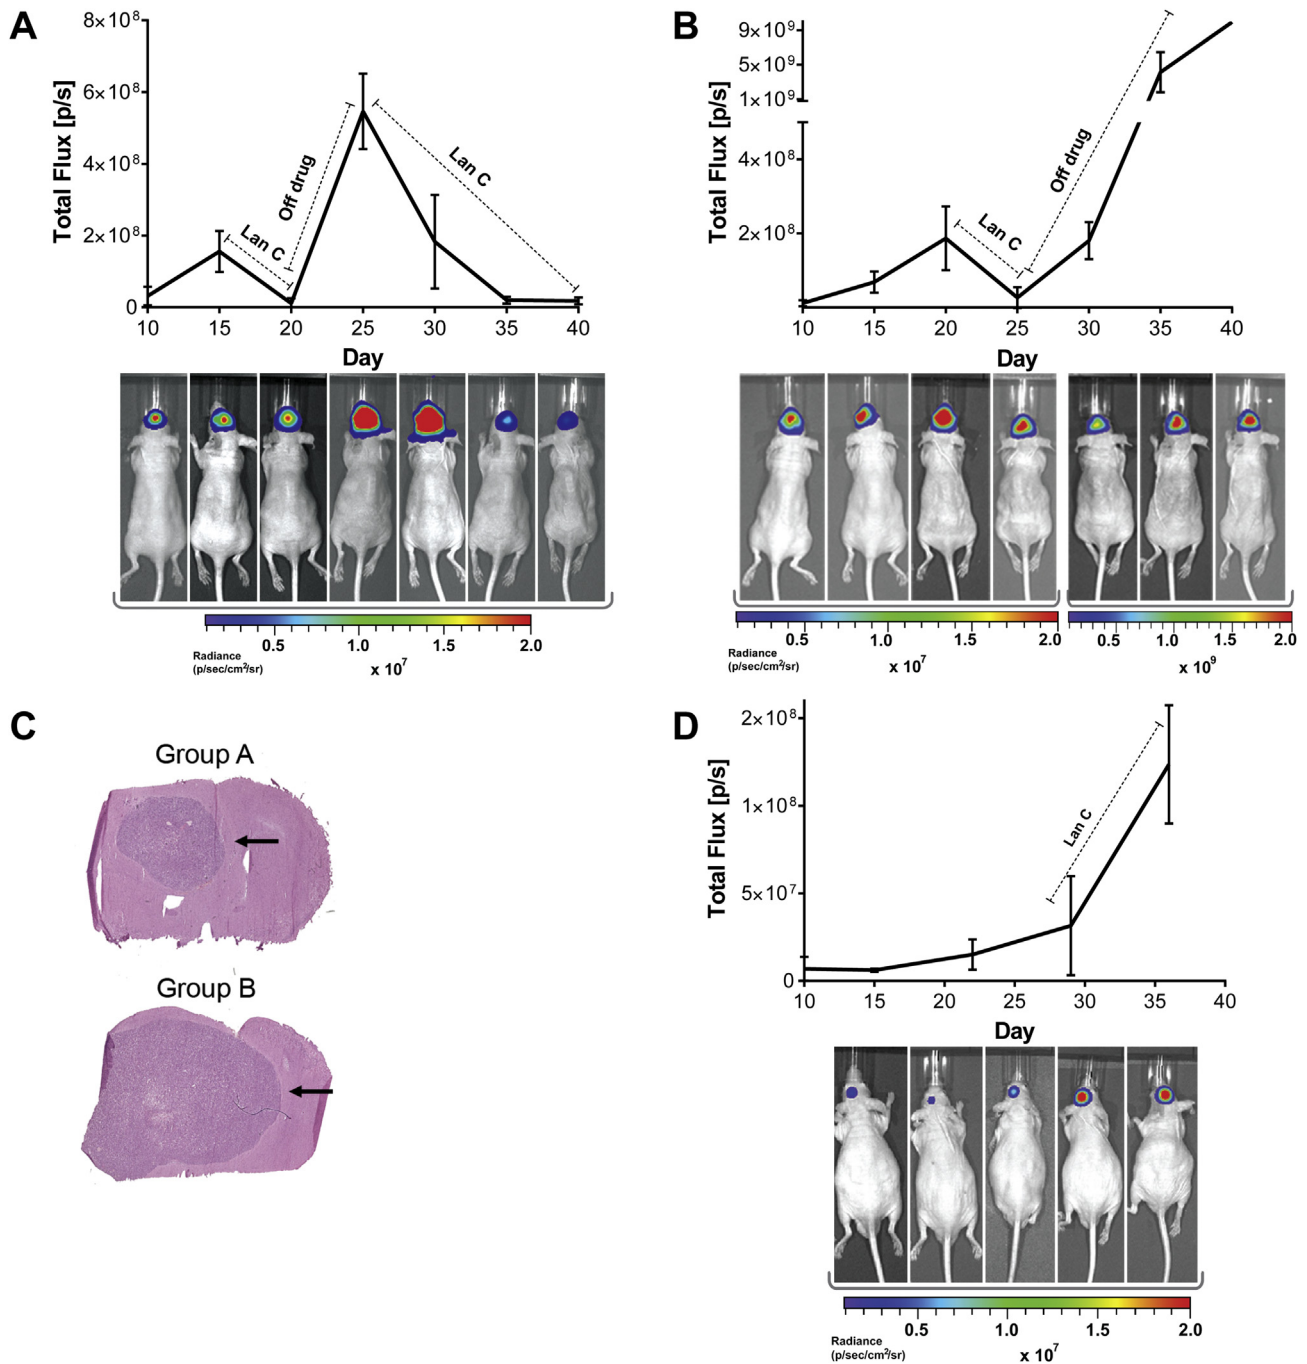 A
Total Flux [p/s]
8× 10⁸
6× 10⁸
4× 10⁸
2× 10⁸
0
Lan C
Off drug
Lan C
10 15 20 25 30 35 40
Day
0.5 1.0 1.5 2.0
Radiance
(p/sec/cm²/sr)
x 10⁷
B
Total Flux [p/s]
9× 10⁹
5× 10⁹
1× 10⁹
4× 10⁸
2× 10⁸
Lan C
Off drug
10 15 20 25 30 35 40
Day
0.5 1.0 1.5 2.0
Radiance
(p/sec/cm²/sr)
x 10⁷
0.5 1.0 1.5 2.0
x 10⁹
C
Group A
Group B
D
Total Flux [p/s]
2× 10⁸
1× 10⁸
5× 10⁷
0
Lan C
10 15 20 25 30 35 40
Day
0.5 1.0 1.5 2.0
Radiance
(p/sec/cm²/sr)
x 10⁷